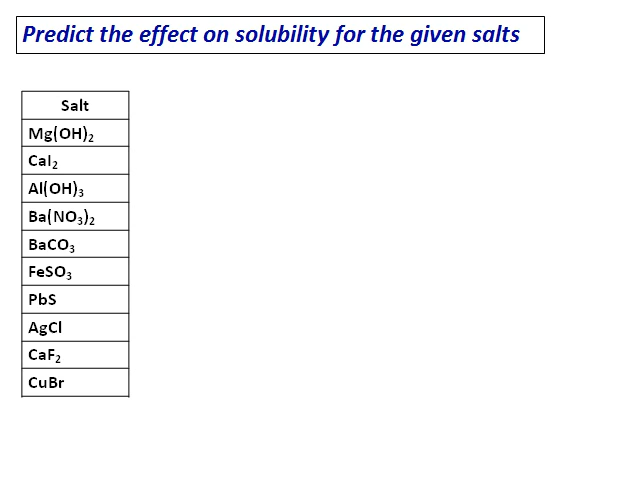 Predict the effect on solubility for the given salts
Salt
Mg(OH)₂
CaI₂
Al(OH)₃
Ba(NO₃)₂
BaCO₃
FeSO₃
PbS
AgCl
CaF₂
CuBr